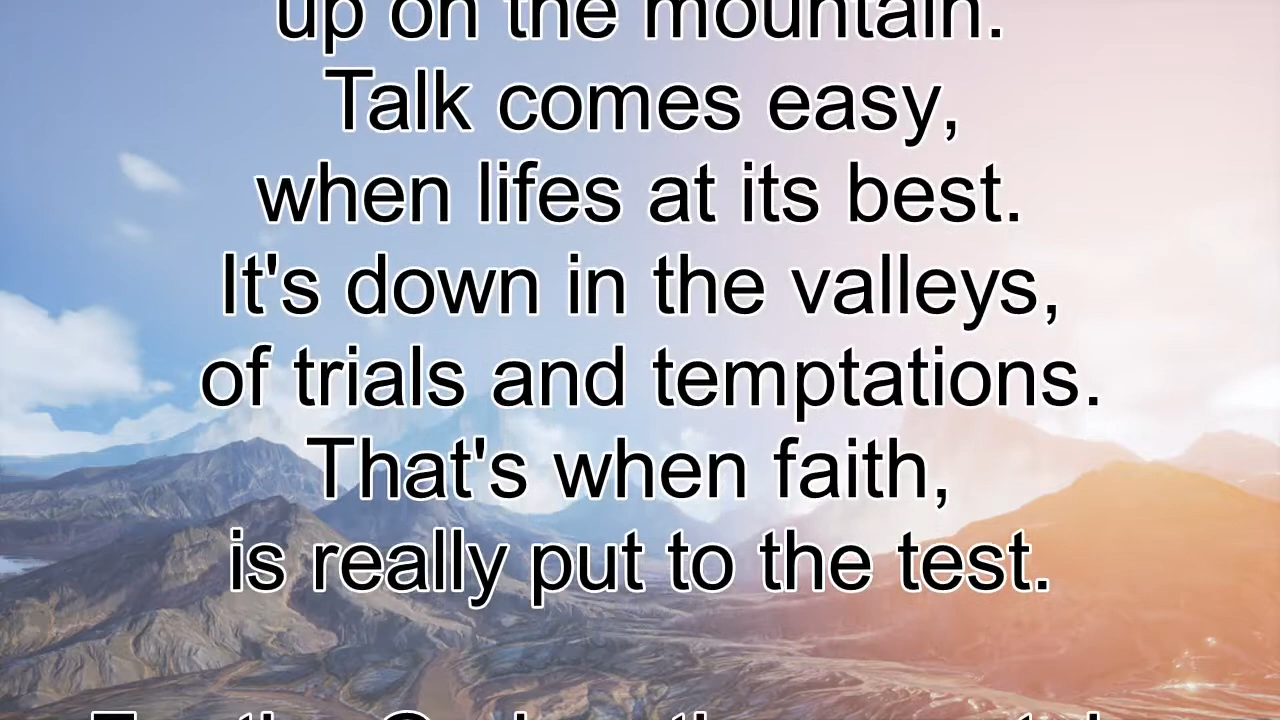 up on the mountain.
Talk comes easy,
when lifes at its best.
It's down in the valleys,
of trials and temptations.
That's when faith,
is really put to the test.